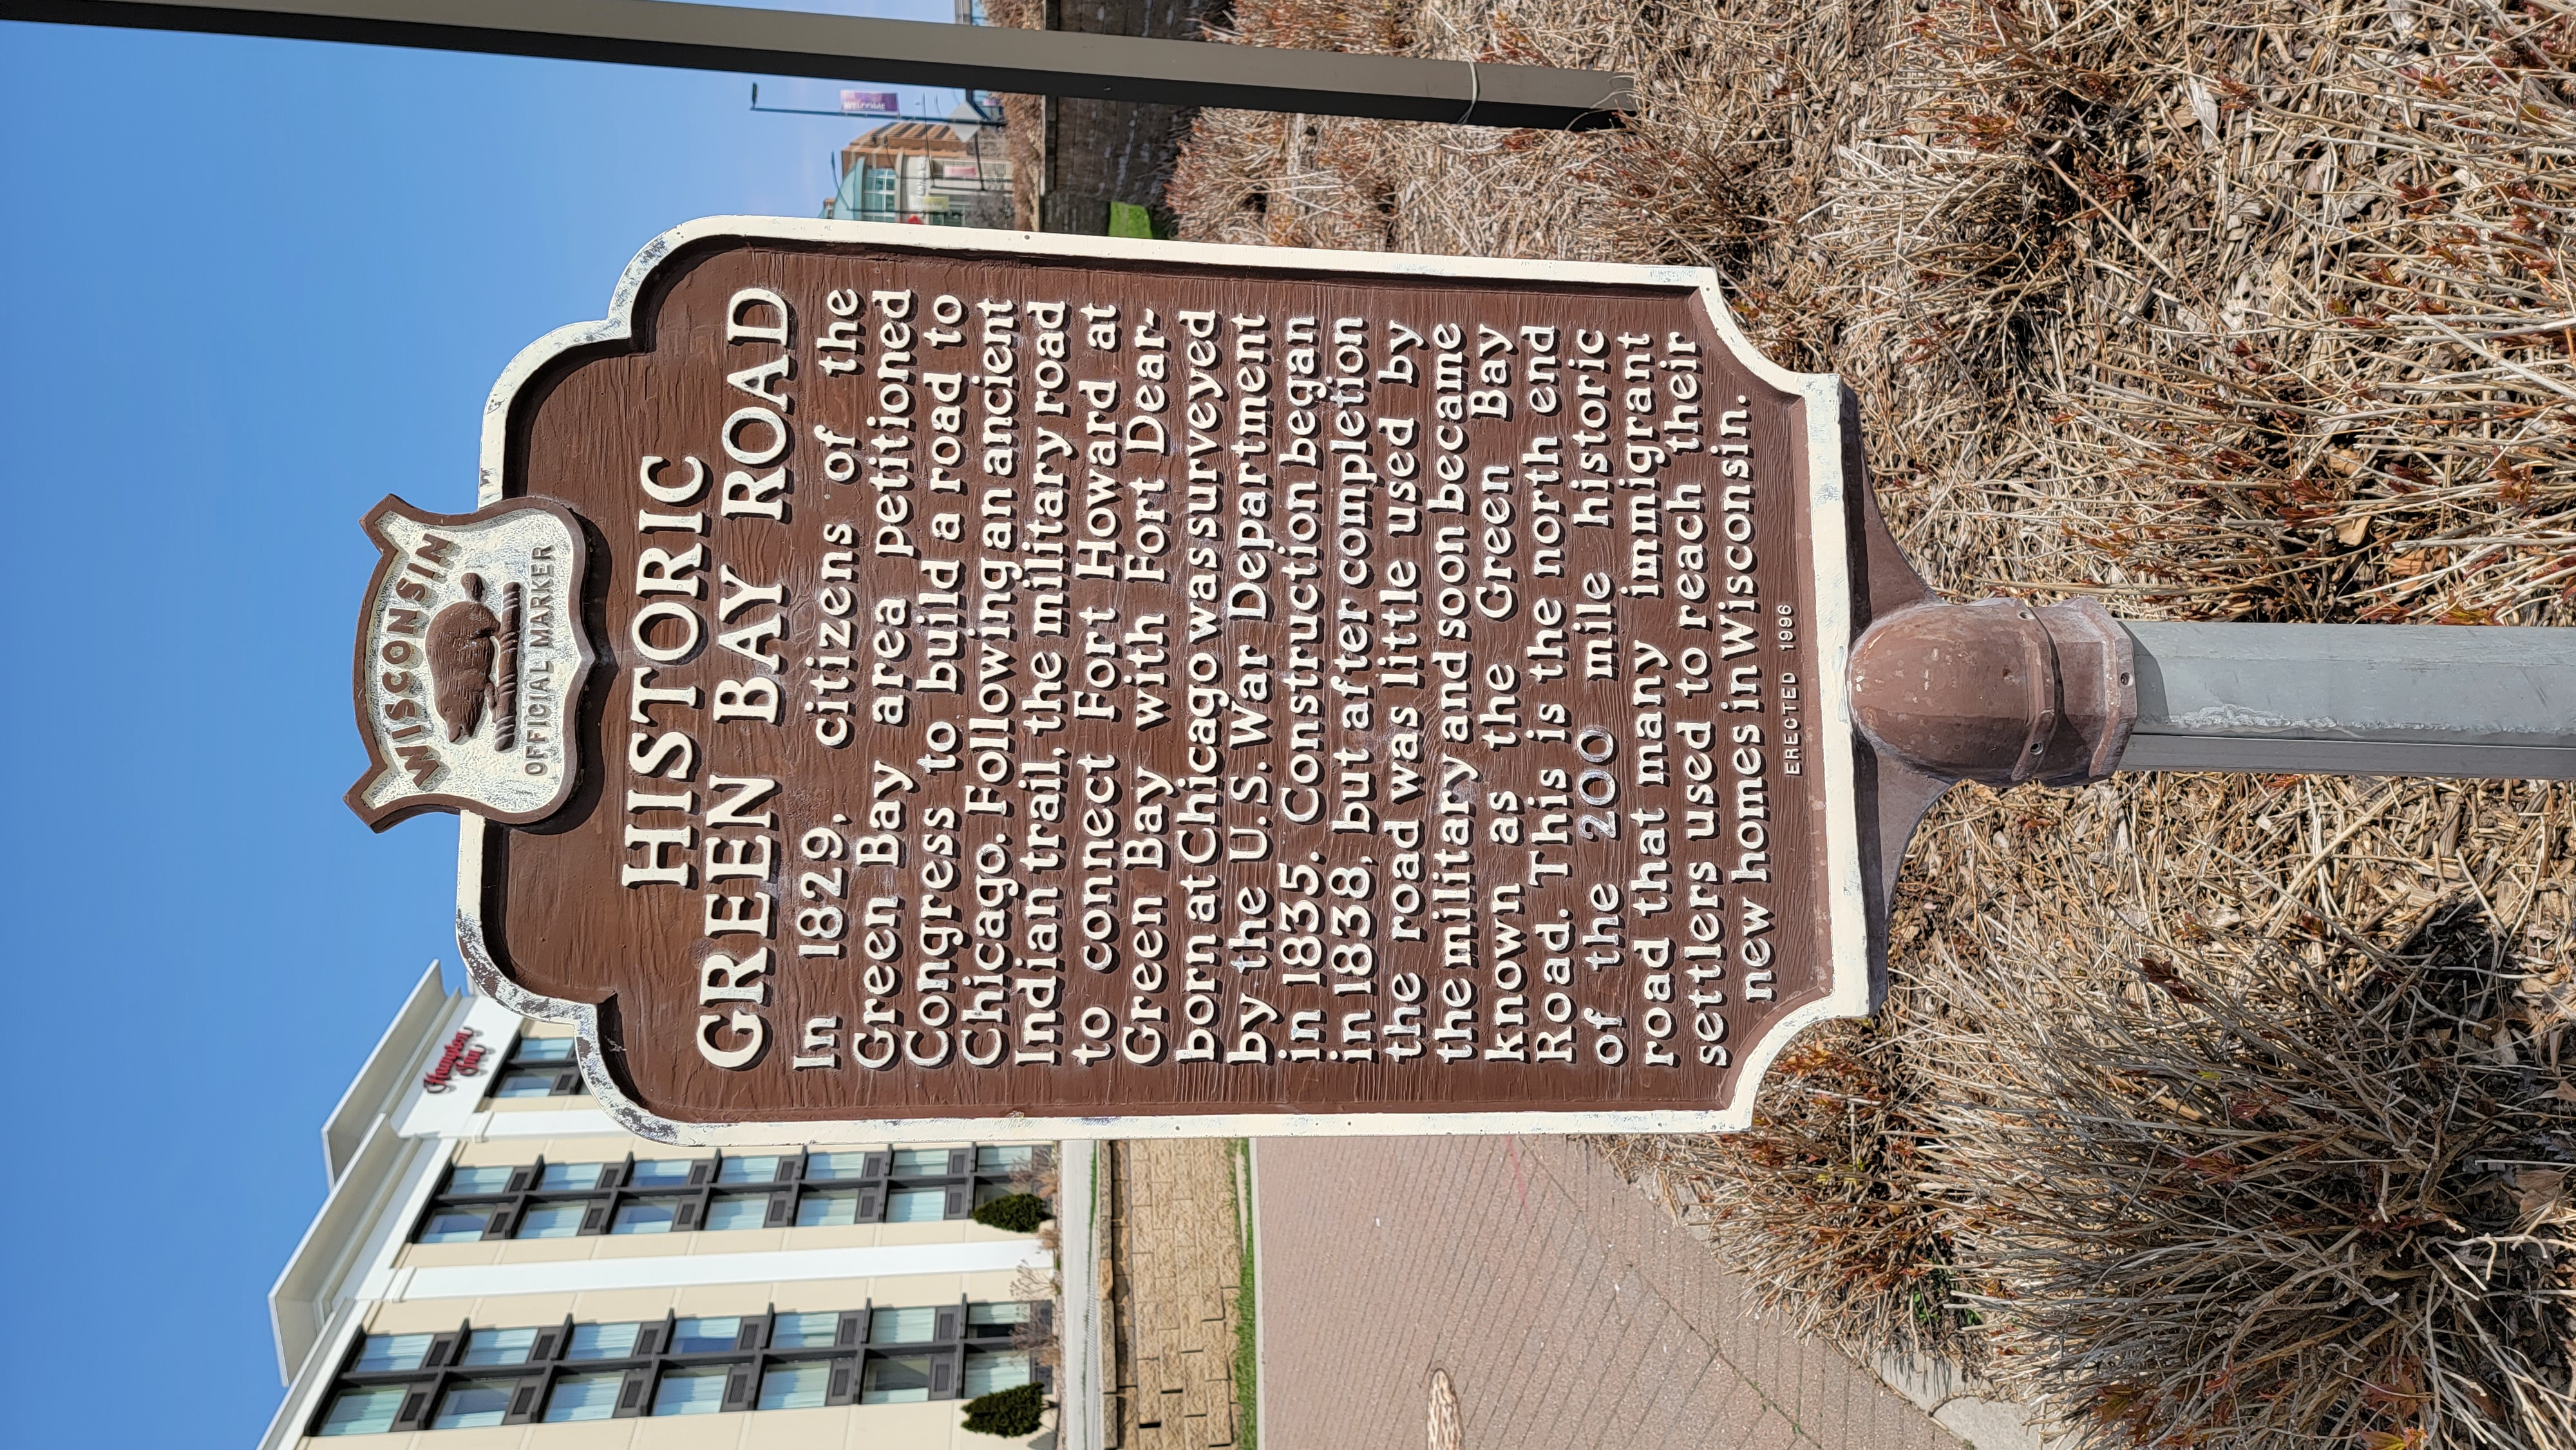 WISCONSIN
OFFICIAL MARKER
HISTORIC
GREEN BAY ROAD
In 1829, citizens of the
Green Bay area petitioned
Congress to build a road to
Chicago. Following an ancient
Indian trail, the military road
to connect Fort Howard at
Green Bay with Fort Dear-
born at Chicago was surveyed
by the U.S. War Department
in 1835. Construction began
in 1838, but after completion
the road was little used by
the military and soon became
known as the Green Bay
Road. This is the north end
of the 200 mile historic
road that many immigrant
settlers used to reach their
new homes in Wisconsin.
ERECTED 1996
Hampton
Inn
Welcome